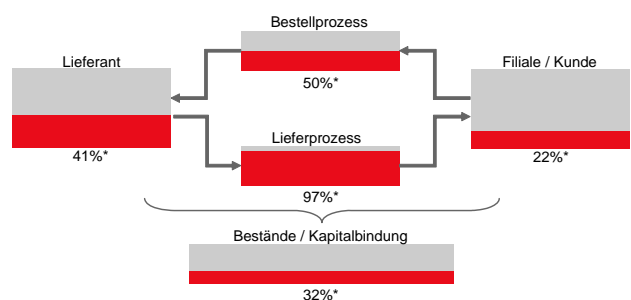 Bestellprozess
Lieferant
Filiale / Kunde
50%*
Lieferprozess
41%*
22%*
97%*
Bestände / Kapitalbindung
32%*